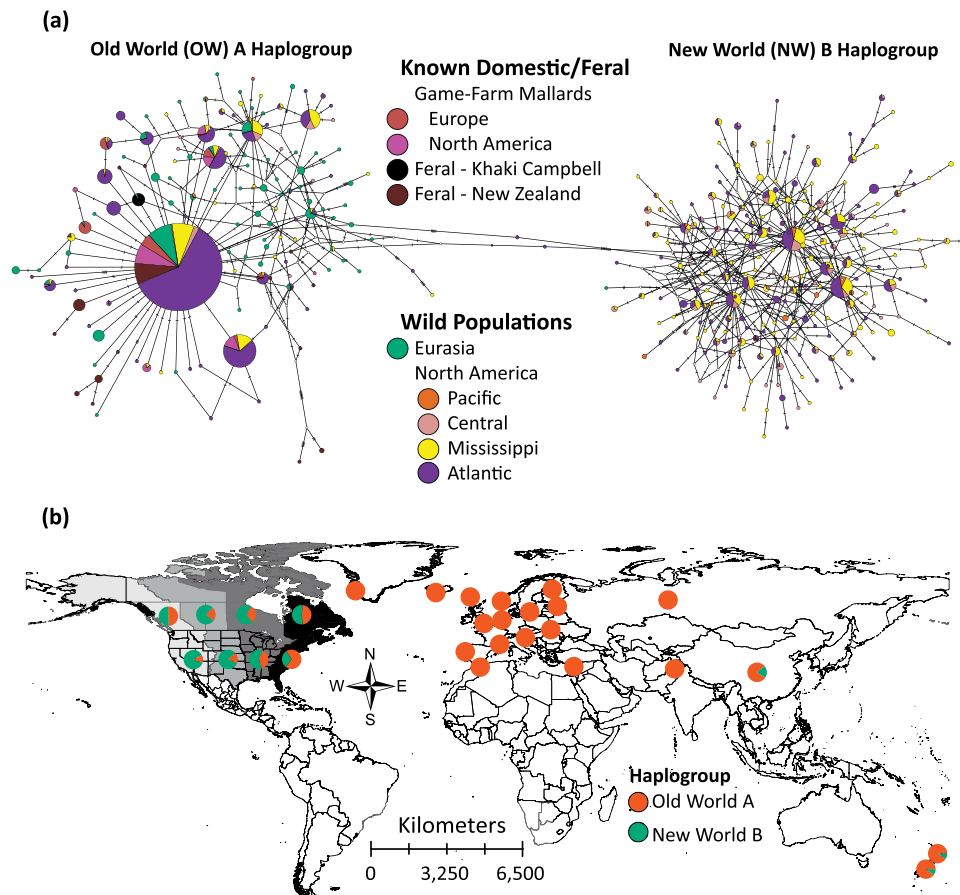 (a)
Old World (OW) A Haplogroup
New World (NW) B Haplogroup
Known Domestic/Feral
Game-Farm Mallards
Europe
North America
Feral - Khaki Campbell
Feral - New Zealand
Wild Populations
Eurasia
North America
Pacific
Central
Mississippi
Atlantic
(b)
N
W E
S
Haplogroup
Old World A
New World B
Kilometers
0 3,250 6,500